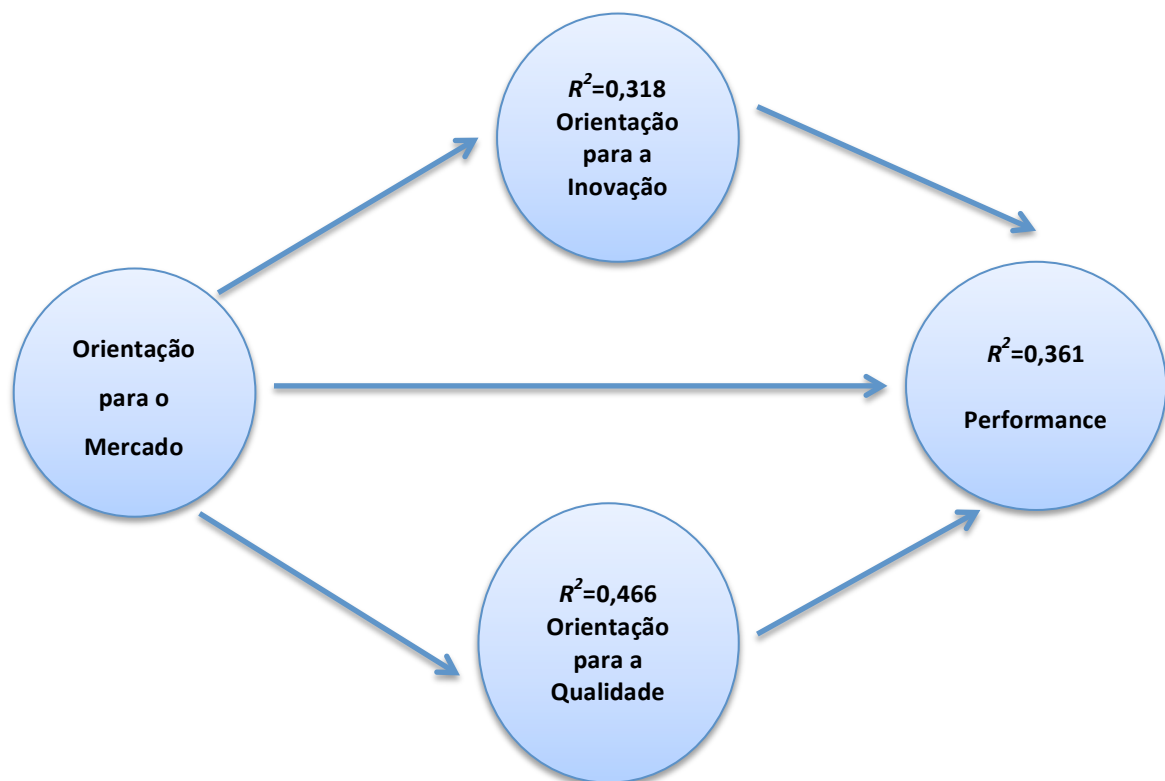 R²=0,318
Orientação
para a
Inovação
Orientação
para o
Mercado
R²=0,361
Performance
R²=0,466
Orientação
para a
Qualidade